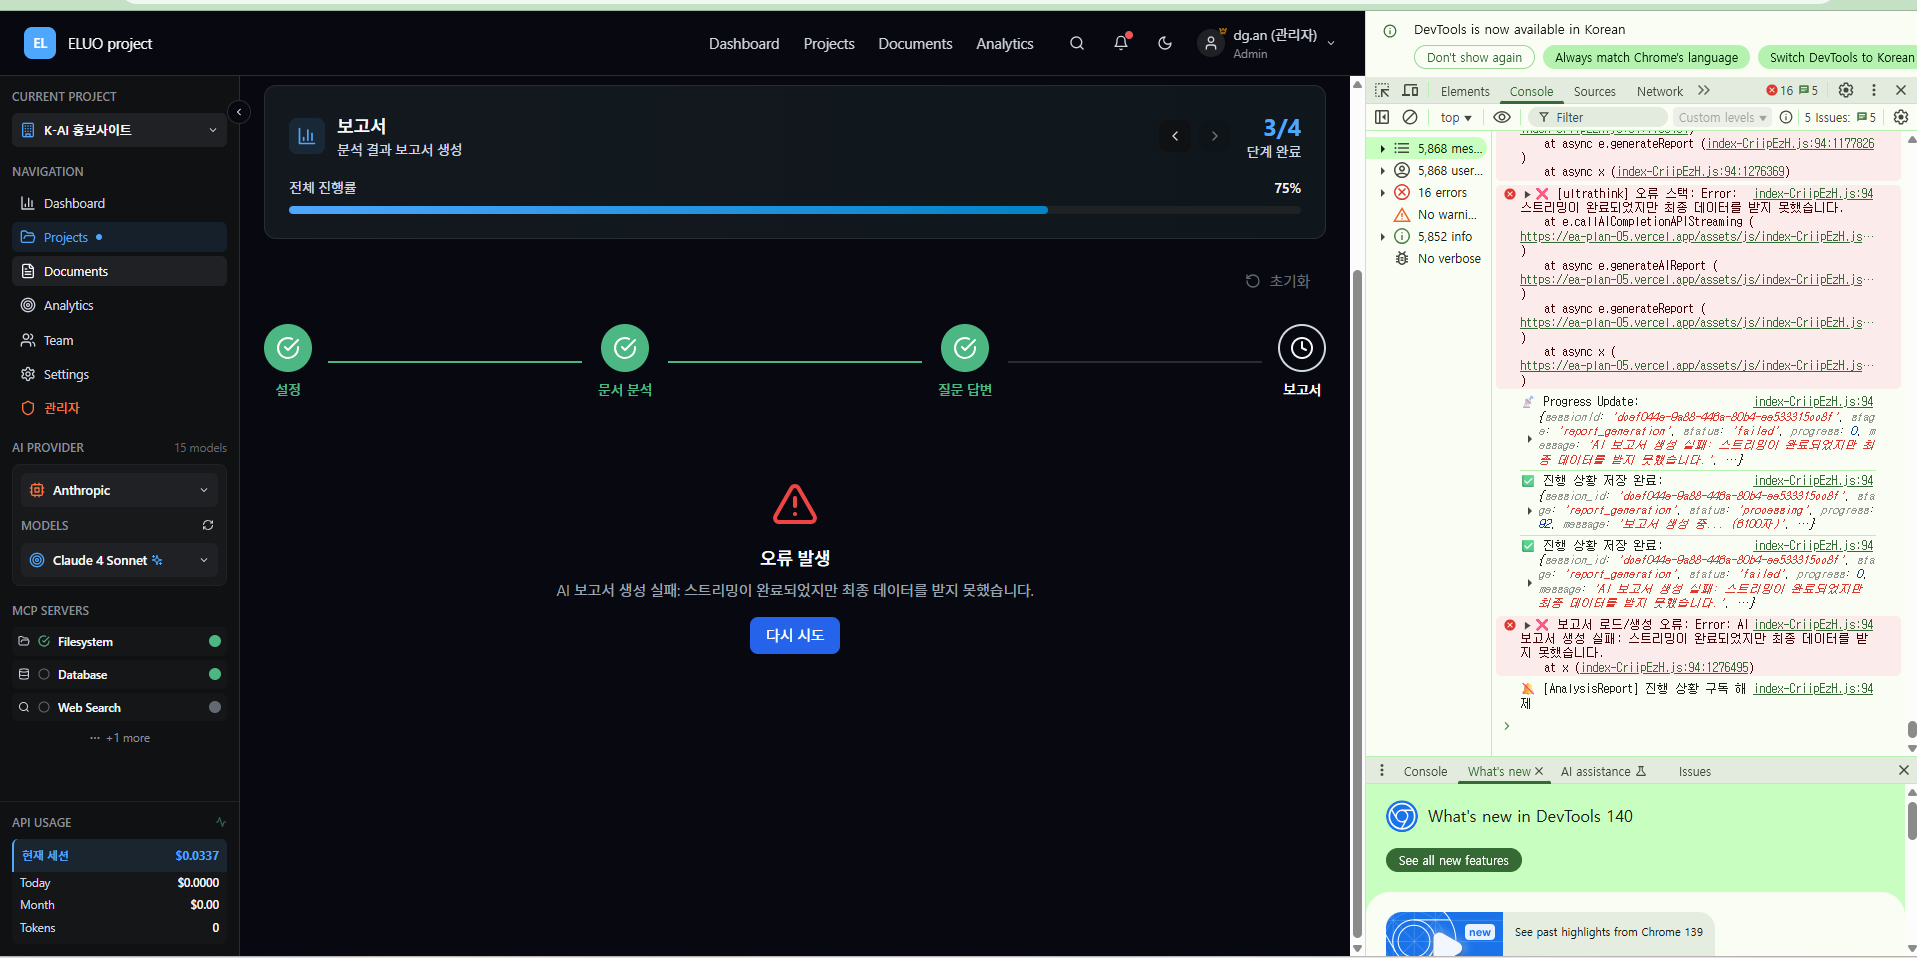 EL
ELUO project
Dashboard
Projects
Documents
Analytics
dg.an (관리자)
Admin
CURRENT PROJECT
K-AI 홍보사이트
NAVIGATION
Dashboard
Projects
Documents
Analytics
Team
Settings
관리자
AI PROVIDER
15 models
Anthropic
MODELS
Claude 4 Sonnet
MCP SERVERS
Filesystem
Database
Web Search
··· +1 more
API USAGE
현재 세션
$0.0337
Today
$0.0000
Month
$0.00
Tokens
0
보고서
분석 결과 보고서 생성
3/4
단계 완료
전체 진행률
75%
초기화
설정
문서 분석
질문 답변
보고서
오류 발생
AI 보고서 생성 실패: 스트리밍이 완료되었지만 최종 데이터를 받지 못했습니다.
다시 시도
DevTools is now available in Korean
Don't show again
Always match Chrome's language
Switch DevTools to Korean
Elements
Console
Sources
Network
16
5
top
Filter
Custom levels
5 Issues:
5
5,868 mes...
5,868 user...
16 errors
No warni...
5,852 info
No verbose
at async e.generateReport (index-CriipEzH.js:94:1177826
)
at async x (index-CriipEzH.js:94:1276369)
[ultrathink] 오류 스택: Error: index-CriipEzH.js:94
스트리밍이 완료되었지만 최종 데이터를 받지 못했습니다.
at e.callAICompletionAPIStreaming (
https://ea-plan-05.vercel.app/assets/js/index-CriipEzH.js…
)
at async e.generateAIReport (
https://ea-plan-05.vercel.app/assets/js/index-CriipEzH.js…
)
at async e.generateReport (
https://ea-plan-05.vercel.app/assets/js/index-CriipEzH.js…
)
at async x (
https://ea-plan-05.vercel.app/assets/js/index-CriipEzH.js…
)
Progress Update: index-CriipEzH.js:94
stag
e: 'report_generation', status: 'failed', progress: 0, m
essage: 'AI 보고서 생성 실패: 스트리밍이 완료되었지만 최
종 데이터를 받지 못했습니다.', …}
진행 상황 저장 완료: index-CriipEzH.js:94
sta
ge: 'report_generation', status: 'processing', progress:
92, message: '보고서 생성 중... (6100자)', …}
진행 상황 저장 완료: index-CriipEzH.js:94
sta
ge: 'report_generation', status: 'failed', progress: 0,
message: 'AI 보고서 생성 실패: 스트리밍이 완료되었지만
최종 데이터를 받지 못했습니다.', …}
보고서 로드/생성 오류: Error: AI index-CriipEzH.js:94
보고서 생성 실패: 스트리밍이 완료되었지만 최종 데이터를 받
지 못했습니다.
at x (index-CriipEzH.js:94:1276495)
[AnalysisReport] 진행 상황 구독 해 index-CriipEzH.js:94
제
Console
What's new
AI assistance
Issues
What's new in DevTools 140
See all new features
new
See past highlights from Chrome 139